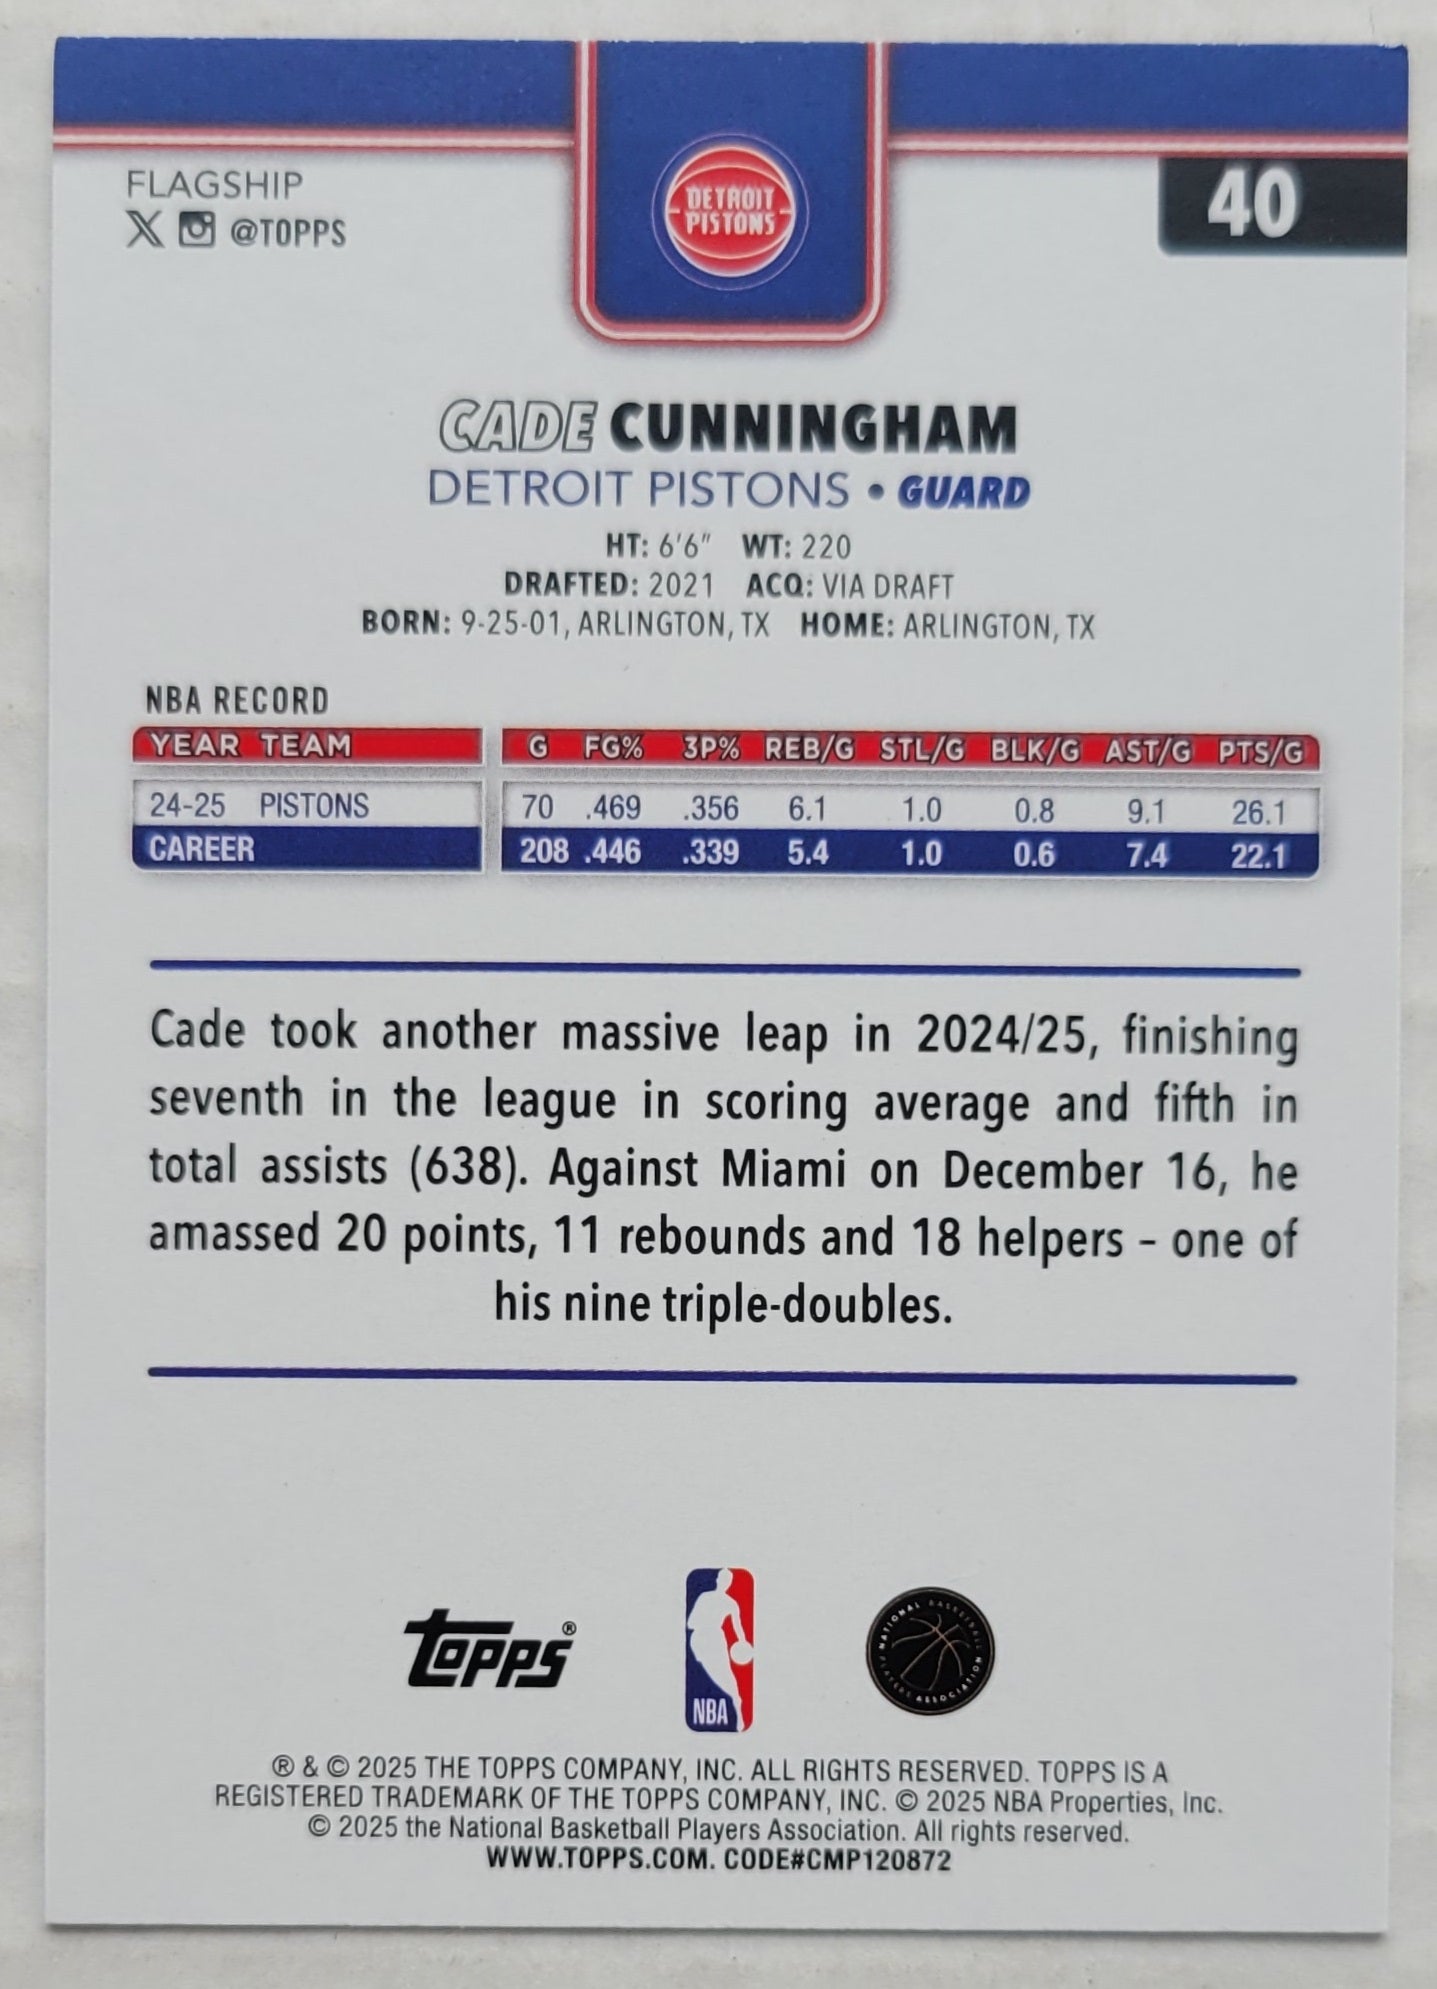 FLAGSHIP
@TOPPS
DETROIT
PISTONS
40
CADE CUNNINGHAM
DETROIT PISTONS • GUARD
HT: 6'6" WT: 220
DRAFTED: 2021 ACQ: VIA DRAFT
BORN: 9-25-01, ARLINGTON, TX HOME: ARLINGTON, TX
NBA RECORD
YEAR TEAM G FG% 3P% REB/G STL/G BLK/G AST/G PTS/G
24-25 PISTONS 70 .469 .356 6.1 1.0 0.8 9.1 26.1
CAREER 208 .446 .339 5.4 1.0 0.6 7.4 22.1
Cade took another massive leap in 2024/25, finishing
seventh in the league in scoring average and fifth in
total assists (638). Against Miami on December 16, he
amassed 20 points, 11 rebounds and 18 helpers – one of
his nine triple-doubles.
Topps®
NBA
NATIONAL BASKETBALL PLAYERS ASSOCIATION
® & © 2025 THE TOPPS COMPANY, INC. ALL RIGHTS RESERVED. TOPPS IS A
REGISTERED TRADEMARK OF THE TOPPS COMPANY, INC. © 2025 NBA Properties, Inc.
© 2025 the National Basketball Players Association. All rights reserved.
WWW.TOPPS.COM. CODE#CMP120872